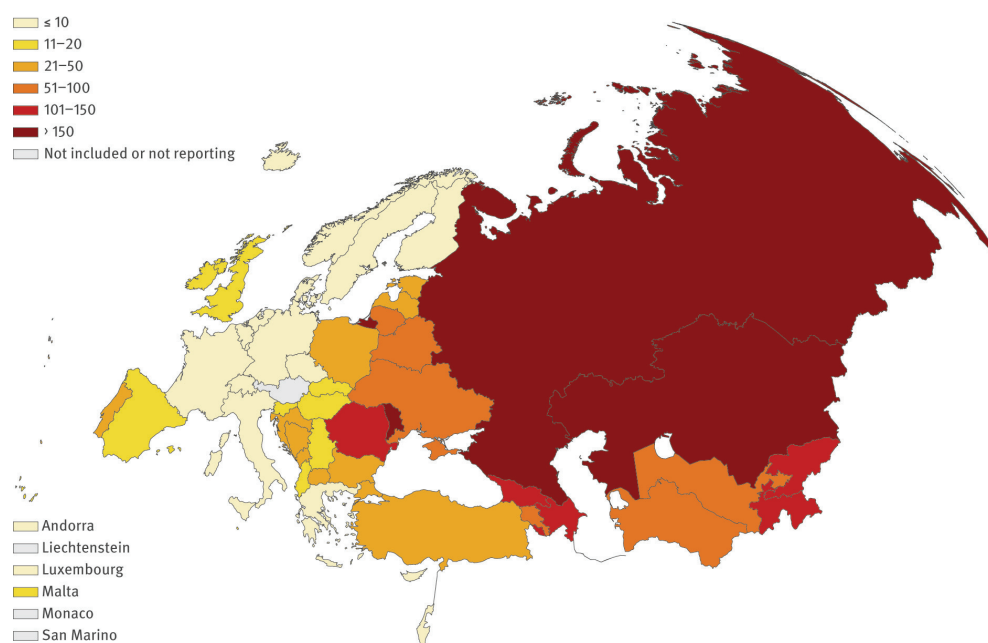 ≤ 10
11–20
21–50
51–100
101–150
› 150
Not included or not reporting
Andorra
Liechtenstein
Luxembourg
Malta
Monaco
San Marino